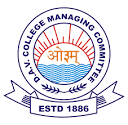 D.A.V. COLLEGE MANAGING COMMITTEE
ओ३म्
ESTD 1886